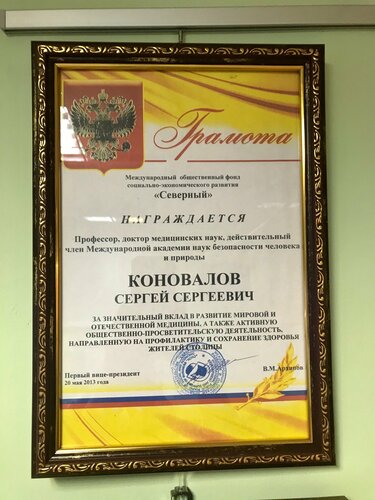 Грамота
Международный общественный фонд
социально-экономического развития
«Северный»
НАГРАЖДАЕТСЯ
Профессор, доктор медицинских наук, действительный
член Международной академии наук безопасности человека
и природы
КОНОВАЛОВ
СЕРГЕЙ СЕРГЕЕВИЧ
ЗА ЗНАЧИТЕЛЬНЫЙ ВКЛАД В РАЗВИТИЕ МИРОВОЙ И
ОТЕЧЕСТВЕННОЙ МЕДИЦИНЫ, А ТАКЖЕ АКТИВНУЮ
ОБЩЕСТВЕННО-ПРОСВЕТИТЕЛЬСКУЮ ДЕЯТЕЛЬНОСТЬ,
НАПРАВЛЕННУЮ НА ПРОФИЛАКТИКУ И СОХРАНЕНИЕ ЗДОРОВЬЯ
ЖИТЕЛЕЙ СТОЛИЦЫ
Первый вице-президент В.М.Архипов
20 мая 2013 года